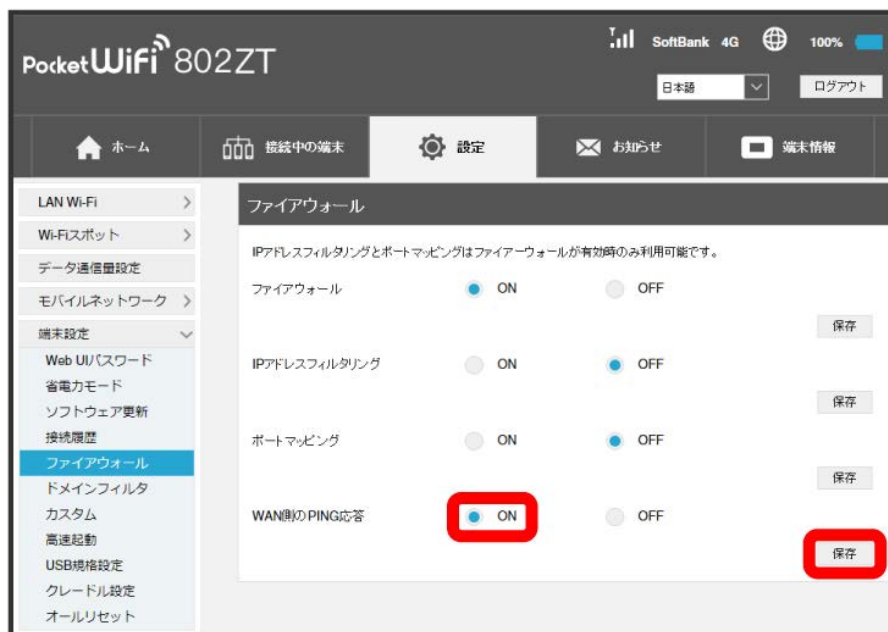 Pocket WiFi 802ZT
SoftBank 4G 100%
日本語 ログアウト
ホーム 接続中の端末 設定 お知らせ 端末情報
LAN Wi-Fi
Wi-Fiスポット
データ通信量設定
モバイルネットワーク
端末設定
Web UIパスワード
省電力モード
ソフトウェア更新
接続履歴
ファイアウォール
ドメインフィルタ
カスタム
高速起動
USB規格設定
クレードル設定
オールリセット
ファイアウォール
IPアドレスフィルタリングとポートマッピングはファイアーウォールが有効時のみ利用可能です。
ファイアウォール ON OFF
保存
IPアドレスフィルタリング ON OFF
保存
ポートマッピング ON OFF
保存
WAN側のPING応答 ON OFF
保存